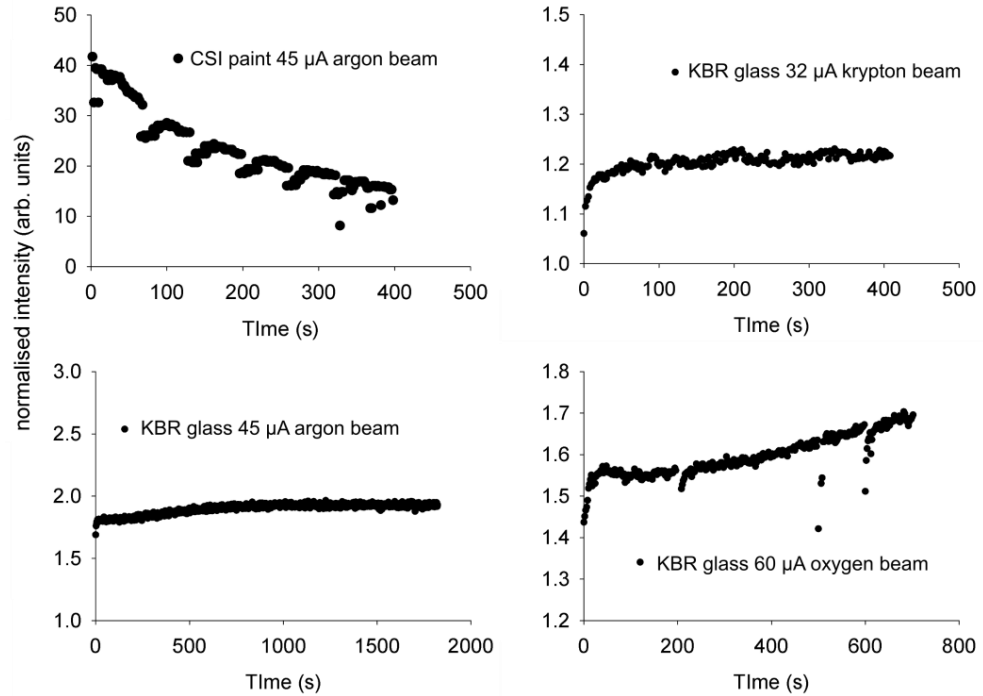 normalised intensity (arb. units)
50
40
30
20
10
0
CSI paint 45 µA argon beam
0 100 200 300 400 500
TIme (s)
1.5
1.4
1.3
1.2
1.1
1.0
KBR glass 32 µA krypton beam
0 100 200 300 400 500
TIme (s)
3.0
2.5
2.0
1.5
1.0
KBR glass 45 µA argon beam
0 500 1000 1500 2000
TIme (s)
1.8
1.7
1.6
1.5
1.4
1.3
1.2
KBR glass 60 µA oxygen beam
0 200 400 600 800
TIme (s)